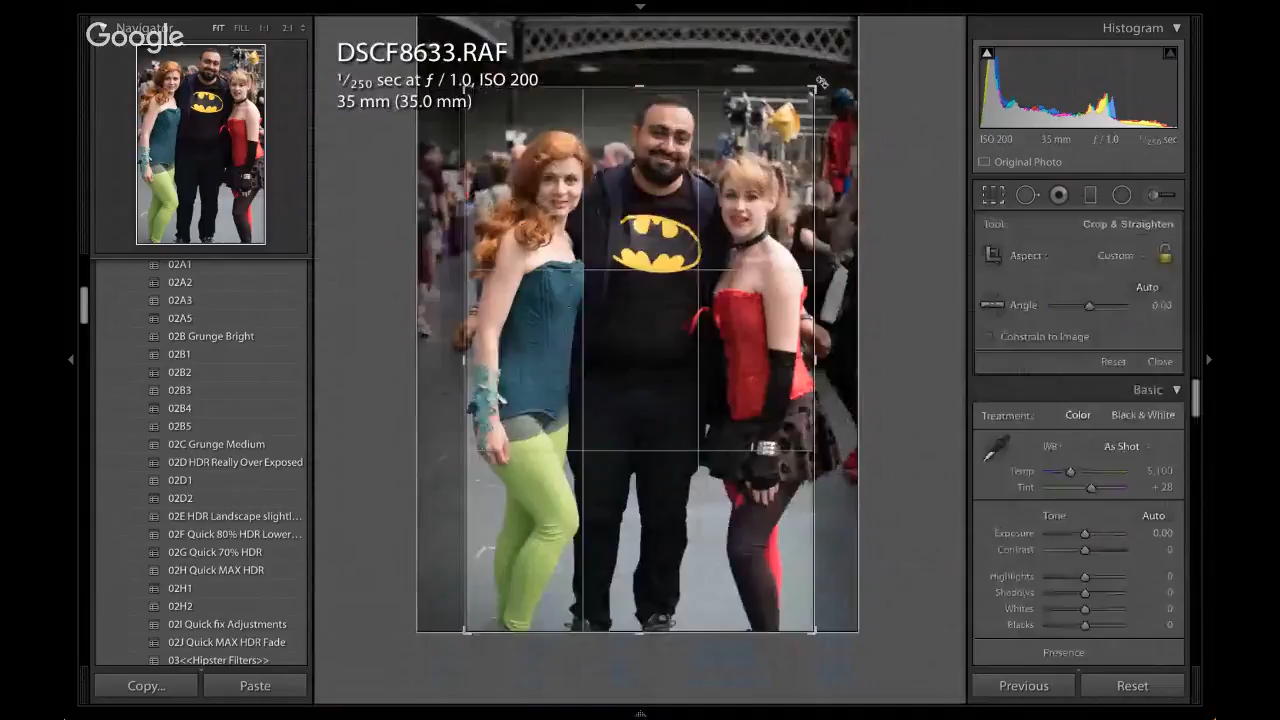 Navigator FIT FILL 1:1 2:1
Google
02A1
02A2
02A3
02A5
02B Grunge Bright
02B1
02B2
02B3
02B4
02B5
02C Grunge Medium
02D HDR Really Over Exposed
02D1
02D2
02E HDR Landscape slightl...
02F Quick 80% HDR Lower...
02G Quick 70% HDR
02H Quick MAX HDR
02H1
02H2
02I Quick fix Adjustments
02J Quick MAX HDR Fade
03<<Hipster Filters>>
Copy... Paste
DSCF8633.RAF
1/250 sec at ƒ / 1.0, ISO 200
35 mm (35.0 mm)
Histogram
ISO 200 35 mm ƒ / 1.0 1/250 sec
Original Photo
Tool: Crop & Straighten
Aspect: Custom
Auto
Angle 0.00
Constrain to Image
Reset Close
Basic
Treatment: Color Black & White
WB: As Shot
Temp 5,100
Tint + 28
Tone Auto
Exposure 0.00
Contrast 0
Highlights 0
Shadows 0
Whites 0
Blacks 0
Presence
Previous Reset